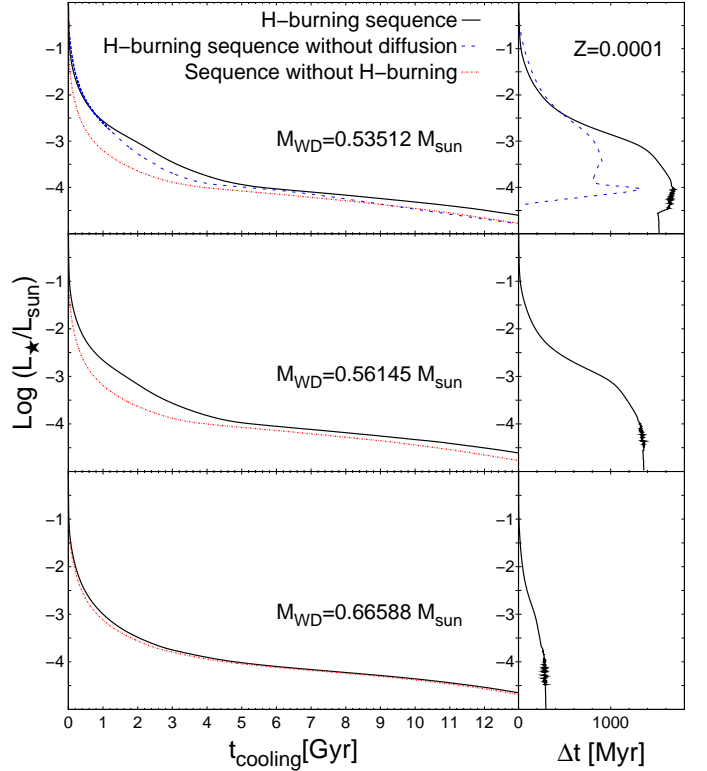 H−burning sequence
H−burning sequence without diffusion
Sequence without H−burning
Z=0.0001
−1
−2
−3
−4
M_WD=0.53512 M_sun
−1
−2
−3
−4
M_WD=0.56145 M_sun
Log (L_★/L_sun)
−1
−2
−3
−4
M_WD=0.66588 M_sun
0 1 2 3 4 5 6 7 8 9 10 11 12 0 1000
t_cooling[Gyr] Δt [Myr]